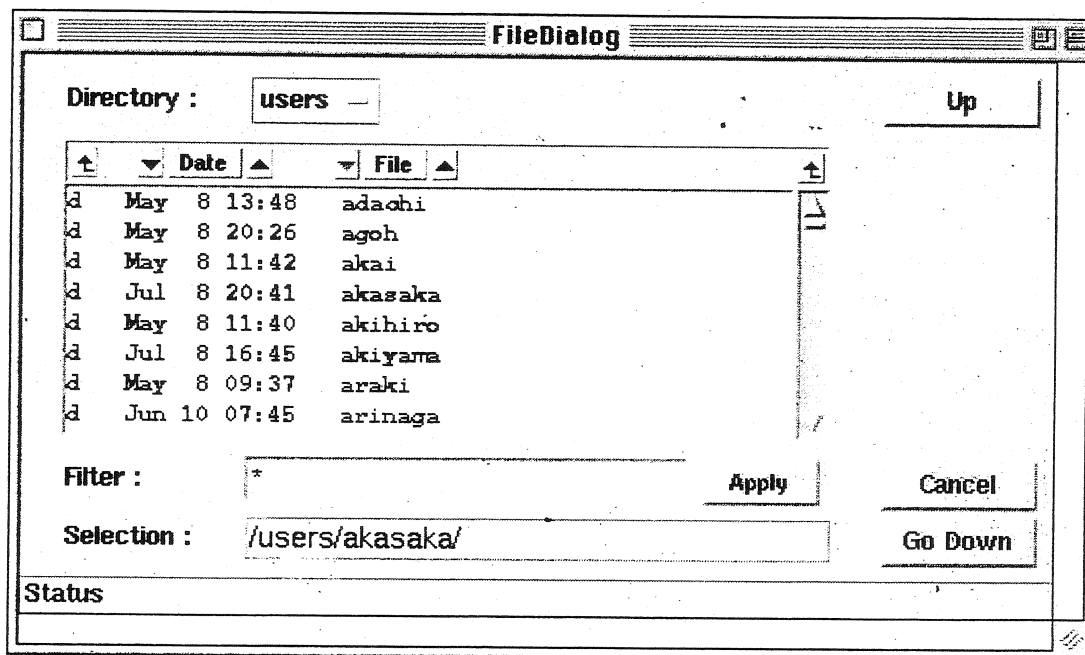 FileDialog
Directory : users Up
Date File
d May 8 13:48 adachi
d May 8 20:26 agoh
d May 8 11:42 akai
d Jul 8 20:41 akasaka
d May 8 11:40 akihiro
d Jul 8 16:45 akiyama
d May 8 09:37 araki
d Jun 10 07:45 arinaga
Filter : * Apply Cancel
Selection : /users/akasaka/ Go Down
Status